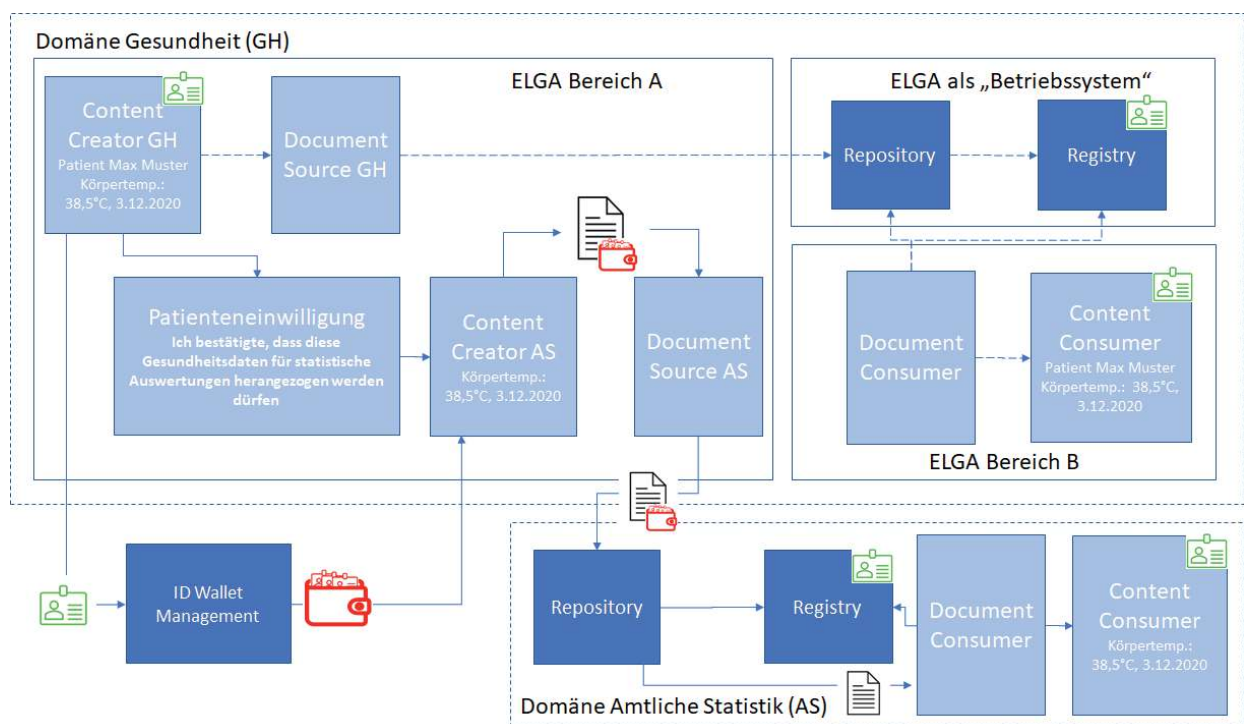 Domäne Gesundheit (GH)
ELGA Bereich A
Content
Creator GH
Patient Max Muster
Körpertemp.:
38,5°C, 3.12.2020
Document
Source GH
Patienteneinwilligung
Ich bestätigte, dass diese
Gesundheitsdaten für statistische
Auswertungen herangezogen werden
dürfen
Content
Creator AS
Körpertemp.:
38,5°C, 3.12.2020
Document
Source AS
ELGA als „Betriebssystem“
Repository
Registry
Document
Consumer
Content
Consumer
Patient Max Muster
Körpertemp.: 38,5°C,
3.12.2020
ELGA Bereich B
ID Wallet
Management
Repository
Registry
Document
Consumer
Content
Consumer
Körpertemp.:
38,5°C, 3.12.2020
Domäne Amtliche Statistik (AS)